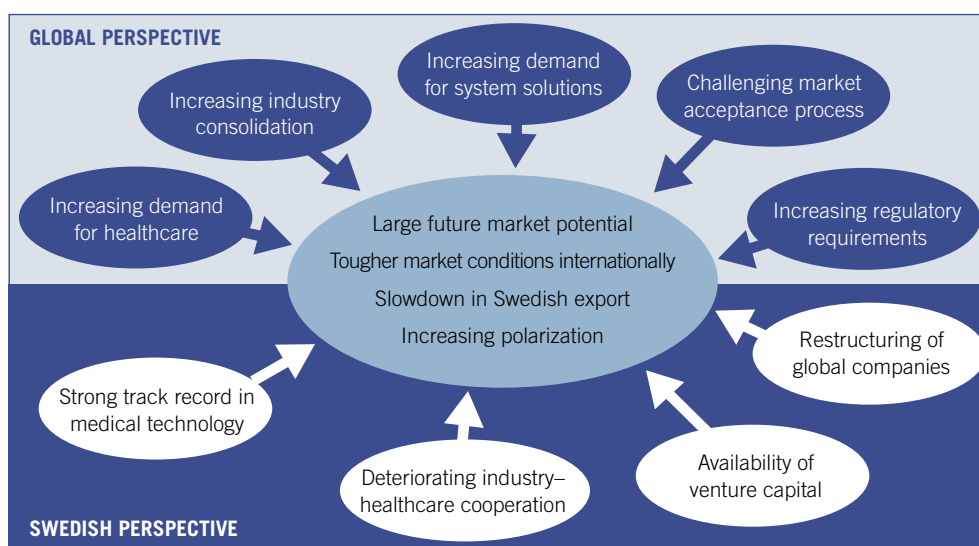 GLOBAL PERSPECTIVE
Increasing demand
for healthcare
Increasing industry
consolidation
Increasing demand
for system solutions
Challenging market
acceptance process
Increasing regulatory
requirements
Large future market potential
Tougher market conditions internationally
Slowdown in Swedish export
Increasing polarization
Strong track record in
medical technology
Deteriorating industry–
healthcare cooperation
Availability of
venture capital
Restructuring of
global companies
SWEDISH PERSPECTIVE